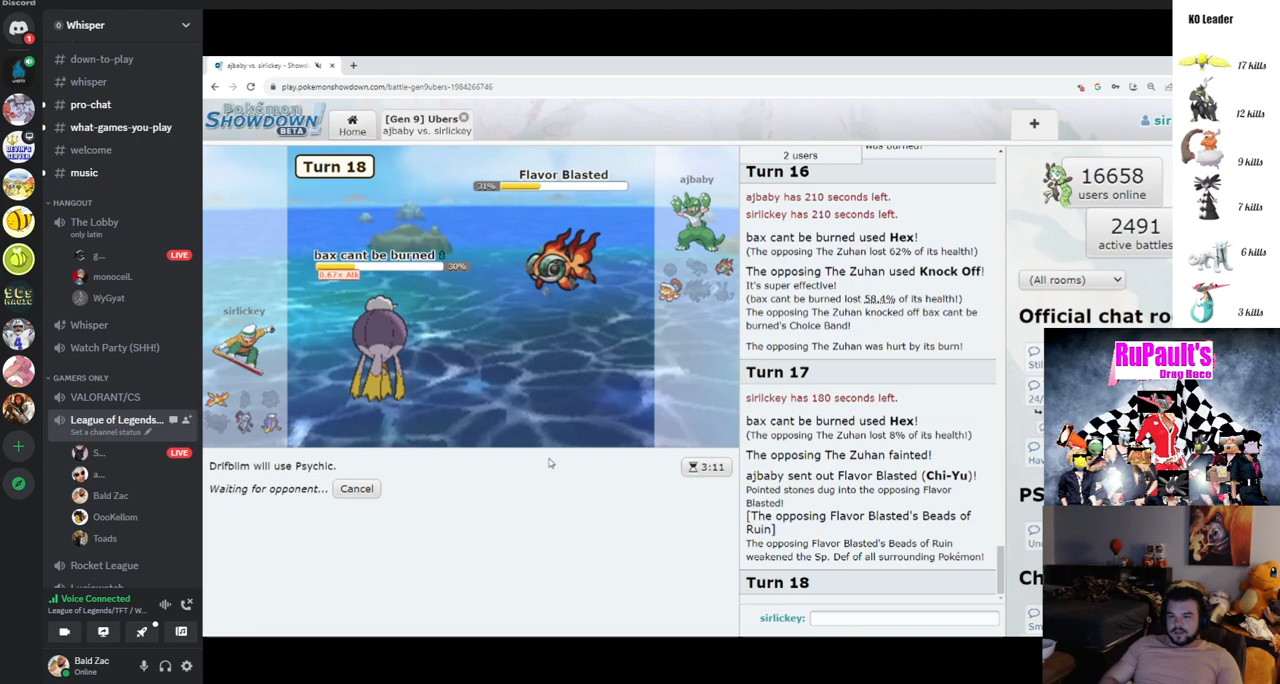 Discord
Whisper
# down-to-play
# whisper
# pro-chat
# what-games-you-play
# welcome
# music
HANGOUT
The Lobby
only latin
g...
LIVE
monoceiL
WyGyat
Whisper
Watch Party (SHH!)
GAMERS ONLY
VALORANT/CS
League of Legends...
Set a channel status
S...
LIVE
a...
Bald Zac
OooKellom
Toads
Rocket League
Voice Connected
League of Legends/TFT / W...
Bald Zac
Online
ajbaby vs. sirlickey - Showd
play.pokemonshowdown.com/battle-gen9ubers-1984266746
Pokémon
Showdown
BETA
Home
[Gen 9] Ubers
ajbaby vs. sirlickey
+
sir
Turn 18
Flavor Blasted
31%
ajbaby
bax cant be burned
30%
0.67× Atk
sirlickey
Drifblim will use Psychic.
Waiting for opponent...
Cancel
3:11
2 users
was burned!
Turn 16
ajbaby has 210 seconds left.
sirlickey has 210 seconds left.
bax cant be burned used Hex!
(The opposing The Zuhan lost 62% of its health!)
The opposing The Zuhan used Knock Off!
It's super effective!
(bax cant be burned lost 58.4% of its health!)
The opposing The Zuhan knocked off bax cant be
burned's Choice Band!
The opposing The Zuhan was hurt by its burn!
Turn 17
sirlickey has 180 seconds left.
bax cant be burned used Hex!
(The opposing The Zuhan lost 8% of its health!)
The opposing The Zuhan fainted!
ajbaby sent out Flavor Blasted (Chi-Yu)!
Pointed stones dug into the opposing Flavor
Blasted!
[The opposing Flavor Blasted's Beads of
Ruin]
The opposing Flavor Blasted's Beads of Ruin
weakened the Sp. Def of all surrounding Pokémon!
Turn 18
sirlickey:
16658
users online
2491
active battles
(All rooms)
Official chat ro
Stil
24/
Hav
PS
Un
Ch
Sm
KO Leader
17 kills
12 kills
9 kills
7 kills
6 kills
3 kills
RuPault's
Drag Race